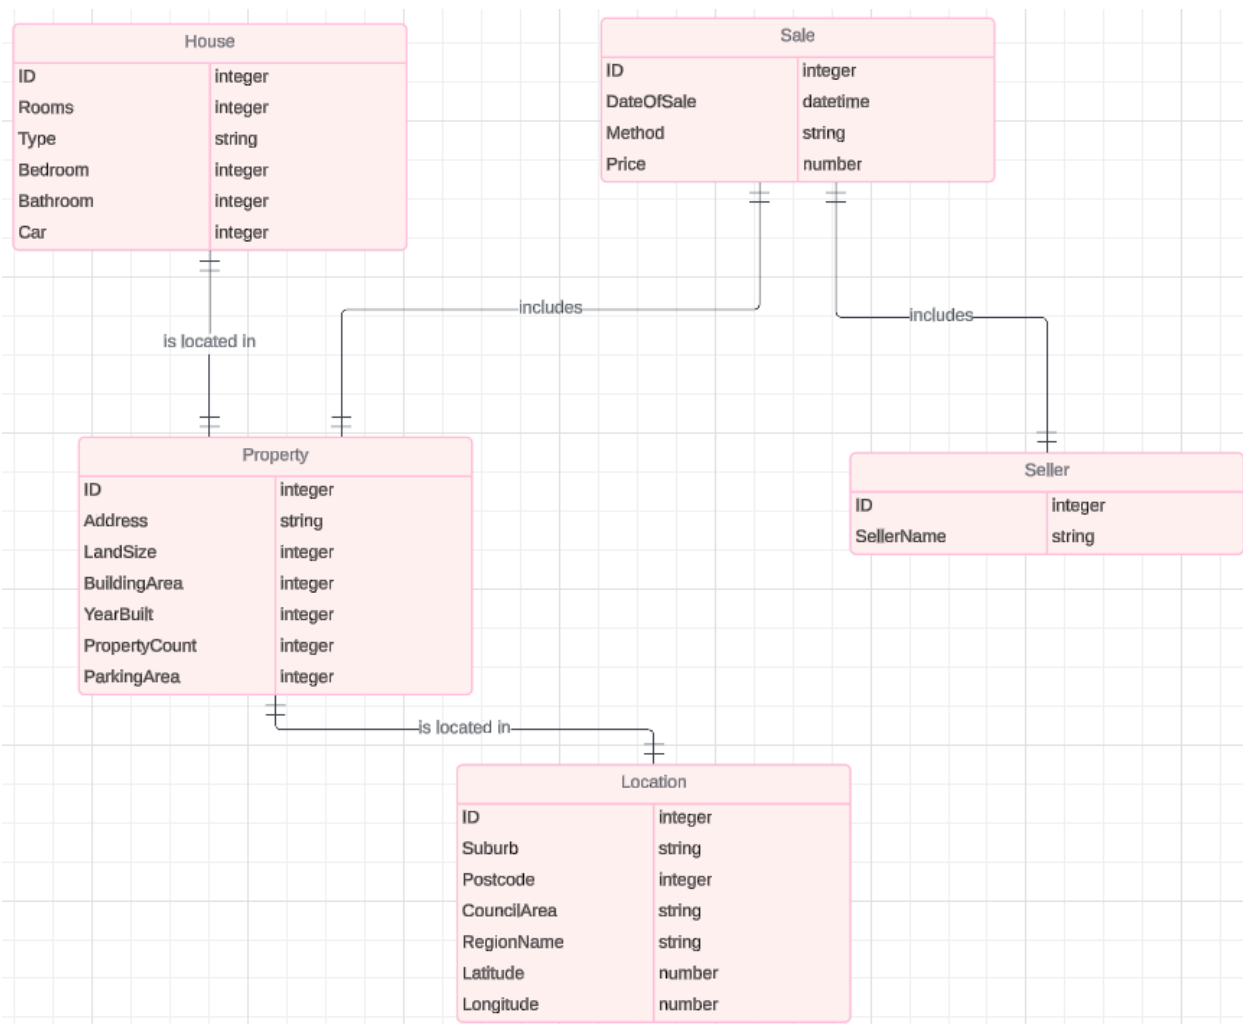 House
ID integer
Rooms integer
Type string
Bedroom integer
Bathroom integer
Car integer
Sale
ID integer
DateOfSale datetime
Method string
Price number
includes
includes
is located in
Property
ID integer
Address string
LandSize integer
BuildingArea integer
YearBuilt integer
PropertyCount integer
ParkingArea integer
Seller
ID integer
SellerName string
is located in
Location
ID integer
Suburb string
Postcode integer
CouncilArea string
RegionName string
Latitude number
Longitude number